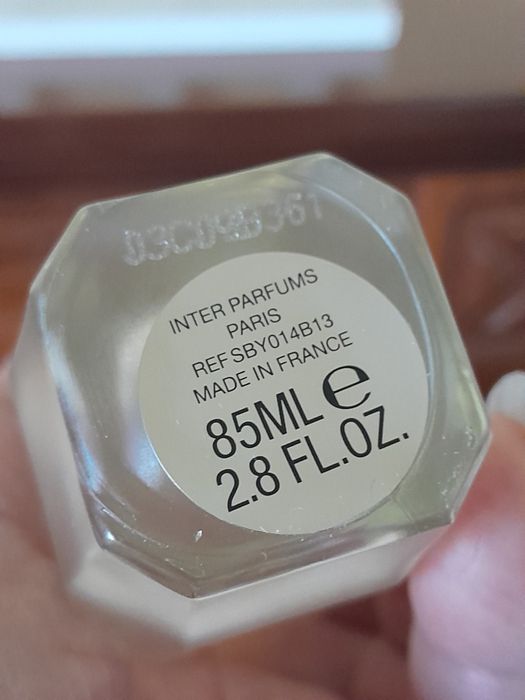 INTER PARFUMS
PARIS
REF SBY014B13
MADE IN FRANCE
85ML e
2.8 FL.OZ.